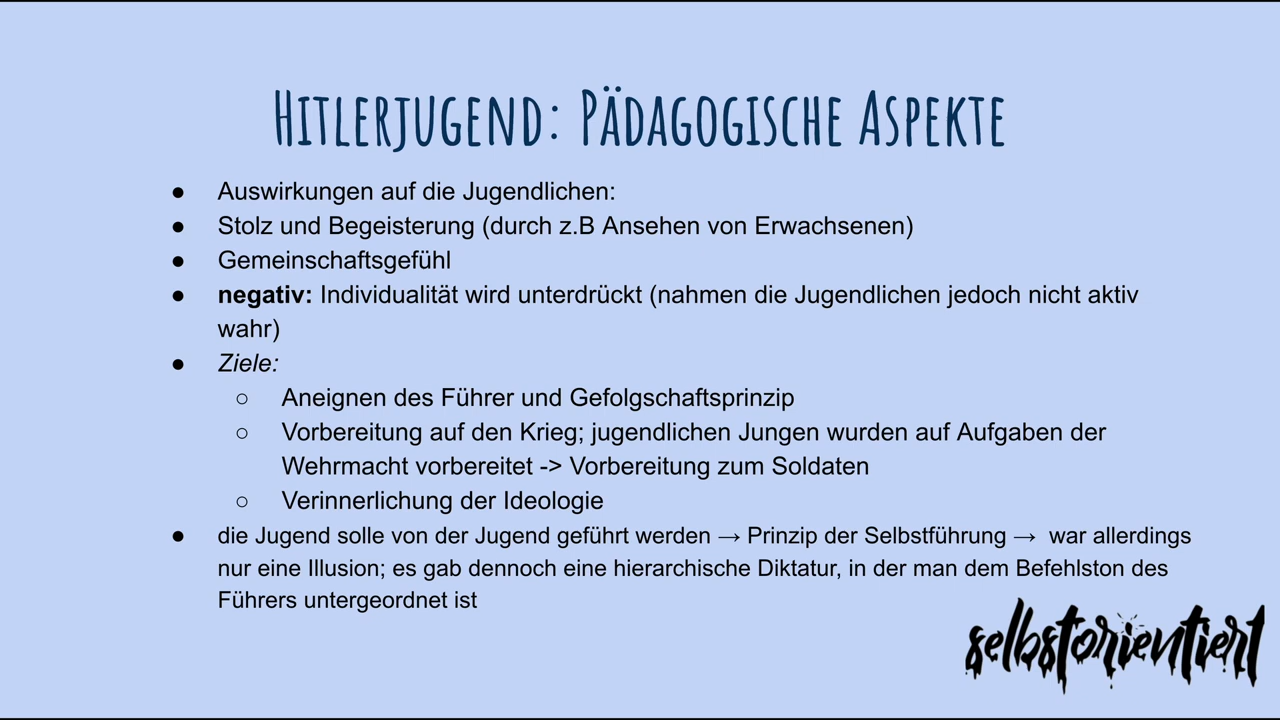 Hitlerjugend: Pädagogische Aspekte
● Auswirkungen auf die Jugendlichen:
● Stolz und Begeisterung (durch z.B Ansehen von Erwachsenen)
● Gemeinschaftsgefühl
● negativ: Individualität wird unterdrückt (nahmen die Jugendlichen jedoch nicht aktiv
wahr)
● Ziele:
○ Aneignen des Führer und Gefolgschaftsprinzip
○ Vorbereitung auf den Krieg; jugendlichen Jungen wurden auf Aufgaben der
Wehrmacht vorbereitet -> Vorbereitung zum Soldaten
○ Verinnerlichung der Ideologie
● die Jugend solle von der Jugend geführt werden → Prinzip der Selbstführung → war allerdings
nur eine Illusion; es gab dennoch eine hierarchische Diktatur, in der man dem Befehlston des
Führers untergeordnet ist
selbstorientiert